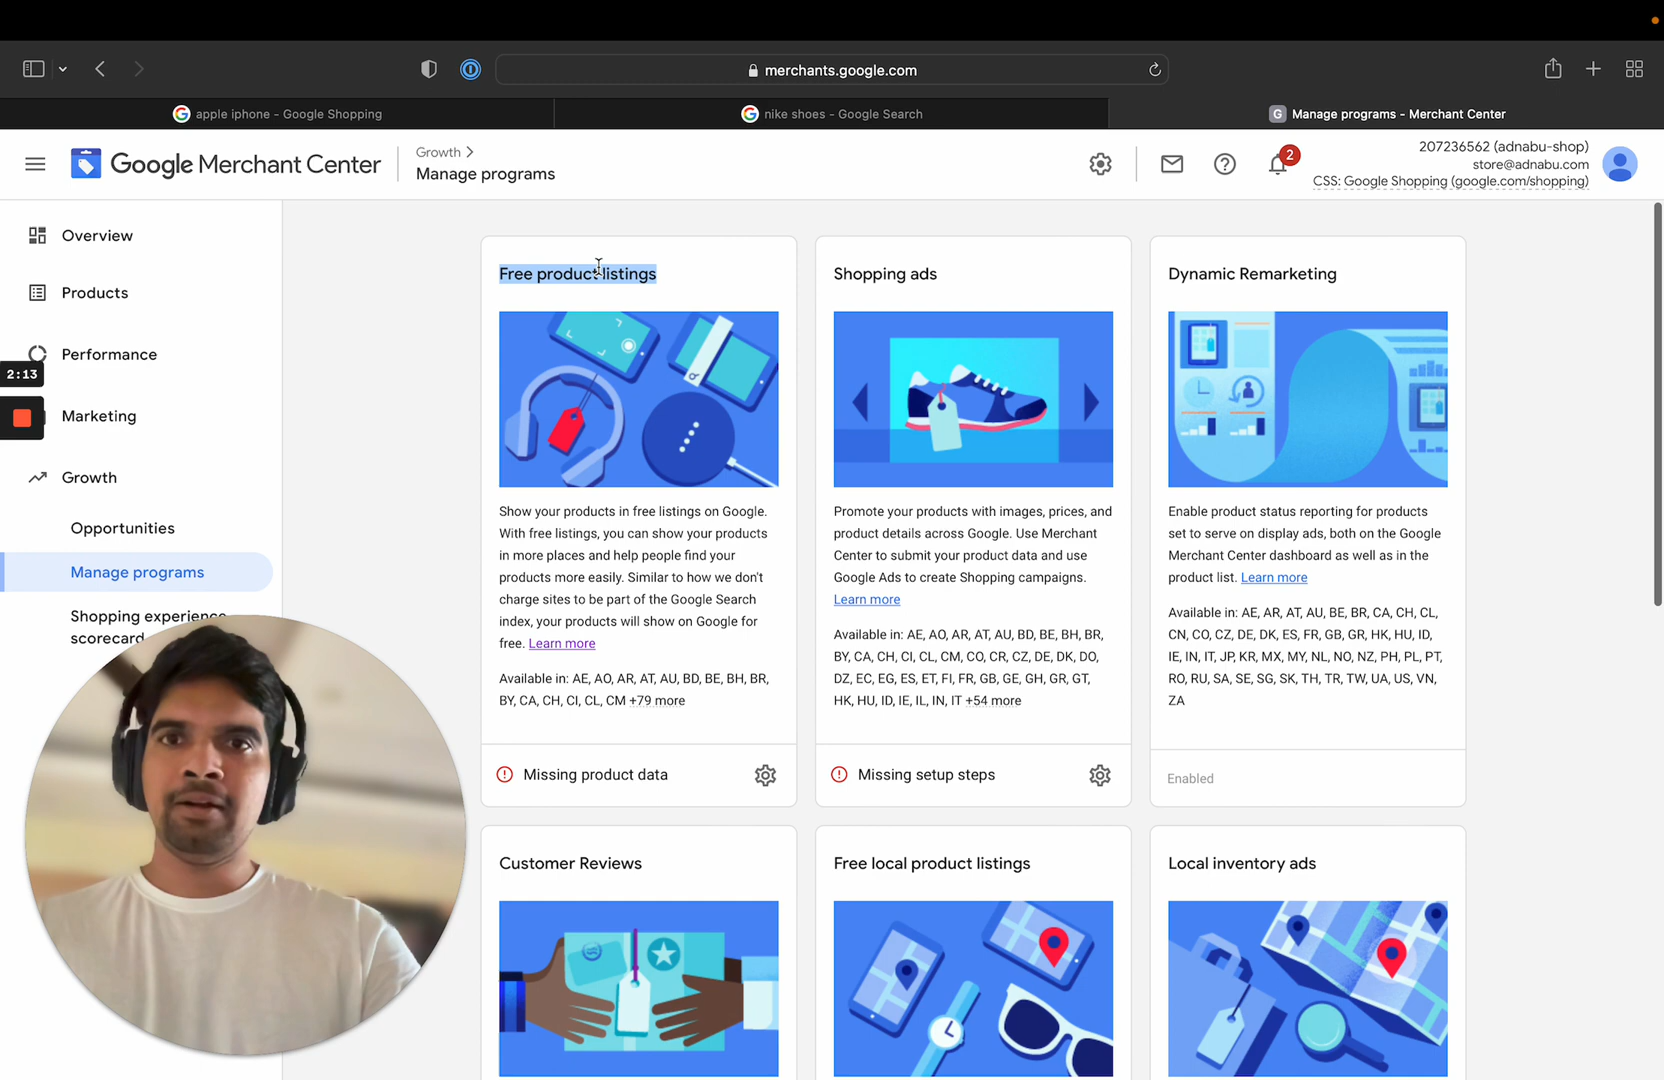 merchants.google.com
apple iphone - Google Shopping
nike shoes - Google Search
G Manage programs - Merchant Center
Google Merchant Center
Growth
Manage programs
2
207236562 (adnabu-shop)
store@adnabu.com
CSS: Google Shopping (google.com/shopping)
Overview
Products
Performance
2:13
Marketing
Growth
Opportunities
Manage programs
Shopping experience
scorecard
Free product listings
Show your products in free listings on Google.
With free listings, you can show your products
in more places and help people find your
products more easily. Similar to how we don't
charge sites to be part of the Google Search
index, your products will show on Google for
free. Learn more
Available in: AE, AO, AR, AT, AU, BD, BE, BH, BR,
BY, CA, CH, CI, CL, CM +79 more
Missing product data
Shopping ads
Promote your products with images, prices, and
product details across Google. Use Merchant
Center to submit your product data and use
Google Ads to create Shopping campaigns.
Learn more
Available in: AE, AO, AR, AT, AU, BD, BE, BH, BR,
BY, CA, CH, CI, CL, CM, CO, CR, CZ, DE, DK, DO,
DZ, EC, EG, ES, ET, FI, FR, GB, GE, GH, GR, GT,
HK, HU, ID, IE, IL, IN, IT +54 more
Missing setup steps
Dynamic Remarketing
Enable product status reporting for products
set to serve on display ads, both on the Google
Merchant Center dashboard as well as in the
product list. Learn more
Available in: AE, AR, AT, AU, BE, BR, CA, CH, CL,
CN, CO, CZ, DE, DK, ES, FR, GB, GR, HK, HU, ID,
IE, IN, IT, JP, KR, MX, MY, NL, NO, NZ, PH, PL, PT,
RO, RU, SA, SE, SG, SK, TH, TR, TW, UA, US, VN,
ZA
Enabled
Customer Reviews
Free local product listings
Local inventory ads